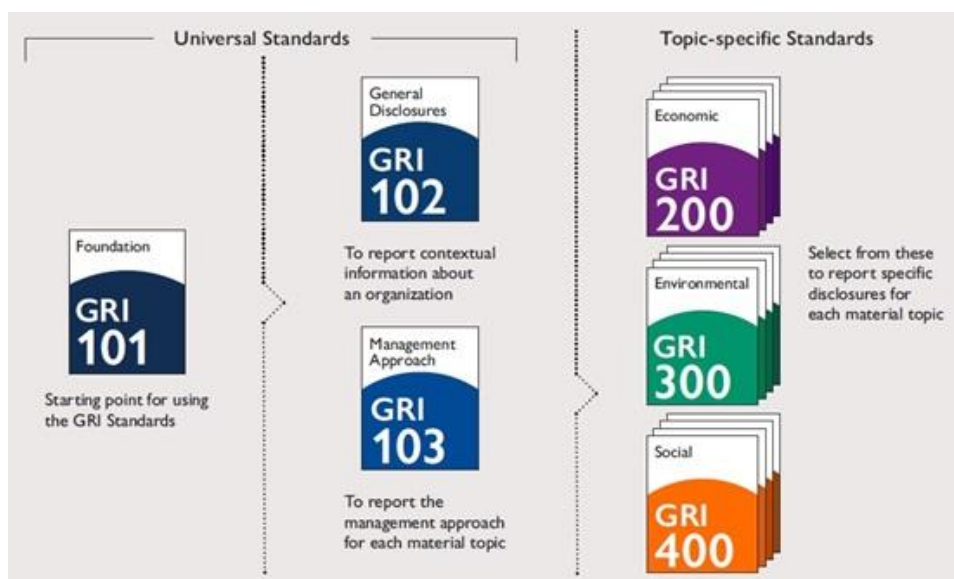 Universal Standards
Foundation
GRI
101
Starting point for using
the GRI Standards
General
Disclosures
GRI
102
To report contextual
information about
an organization
Management
Approach
GRI
103
To report the
management approach
for each material topic
Topic-specific Standards
Economic
GRI
200
Environmental
GRI
300
Social
GRI
400
Select from these
to report specific
disclosures for
each material topic